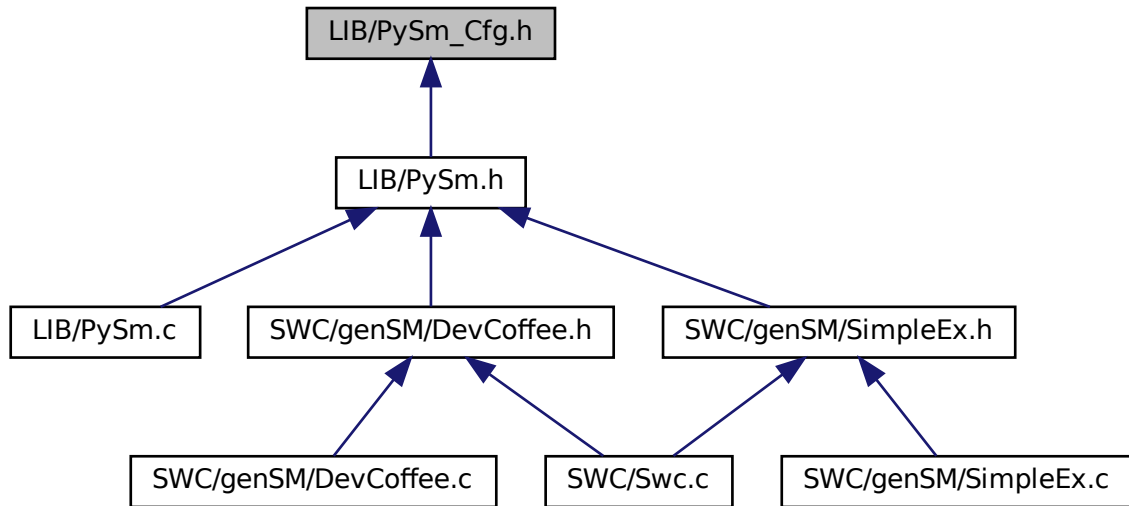 LIB/PySm_Cfg.h
LIB/PySm.h
LIB/PySm.c
SWC/genSM/DevCoffee.h
SWC/genSM/SimpleEx.h
SWC/genSM/DevCoffee.c
SWC/Swc.c
SWC/genSM/SimpleEx.c